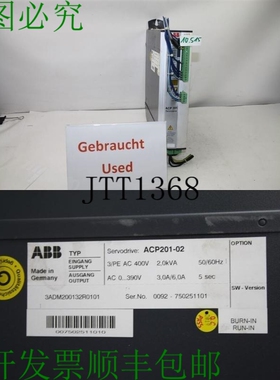 图必究
10515
ABB
Gebraucht
Used
JTT1368
ABB
Made in
Germany
TYP
EINGANG
SUPPLY
AUSGANG
OUTPUT
Servodrive: ACP201-02
3/PE AC 400V 2,0kVA 50/60Hz
AC 0...390V 3,0A/6,0A 5 sec
3ADM200132R0101 Ser.No. 0092 - 750251101
OPTION
SW - Version
BURN-IN
RUN-IN
开发票顺丰包邮